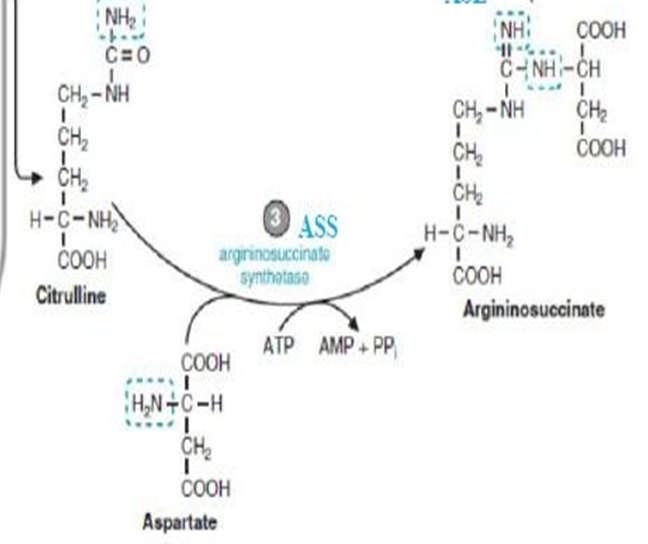 NH2
C=O
CH2-NH
CH2
CH2
H-C-NH2
COOH
Citrulline
3 ASS
argininosuccinate
synthetase
ATP AMP + PPi
COOH
H2N-C-H
CH2
COOH
Aspartate
NH COOH
C-NH-CH
CH2-NH CH2
CH2 COOH
CH2
H-C-NH2
COOH
Argininosuccinate